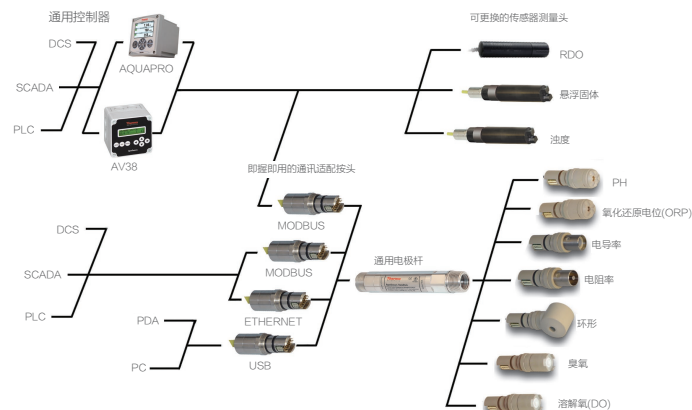 通用控制器
可更换的传感器测量头
DCS
AQUAPRO
RDO
SCADA
悬浮固体
PLC
AV38
浊度
即握即用的通讯适配按头
MODBUS
PH
氧化还原电位(ORP)
DCS
MODBUS
通用电极杆
电导率
SCADA
电阻率
PLC
PDA
ETHERNET
环形
PC
USB
臭氧
溶解氧(DO)